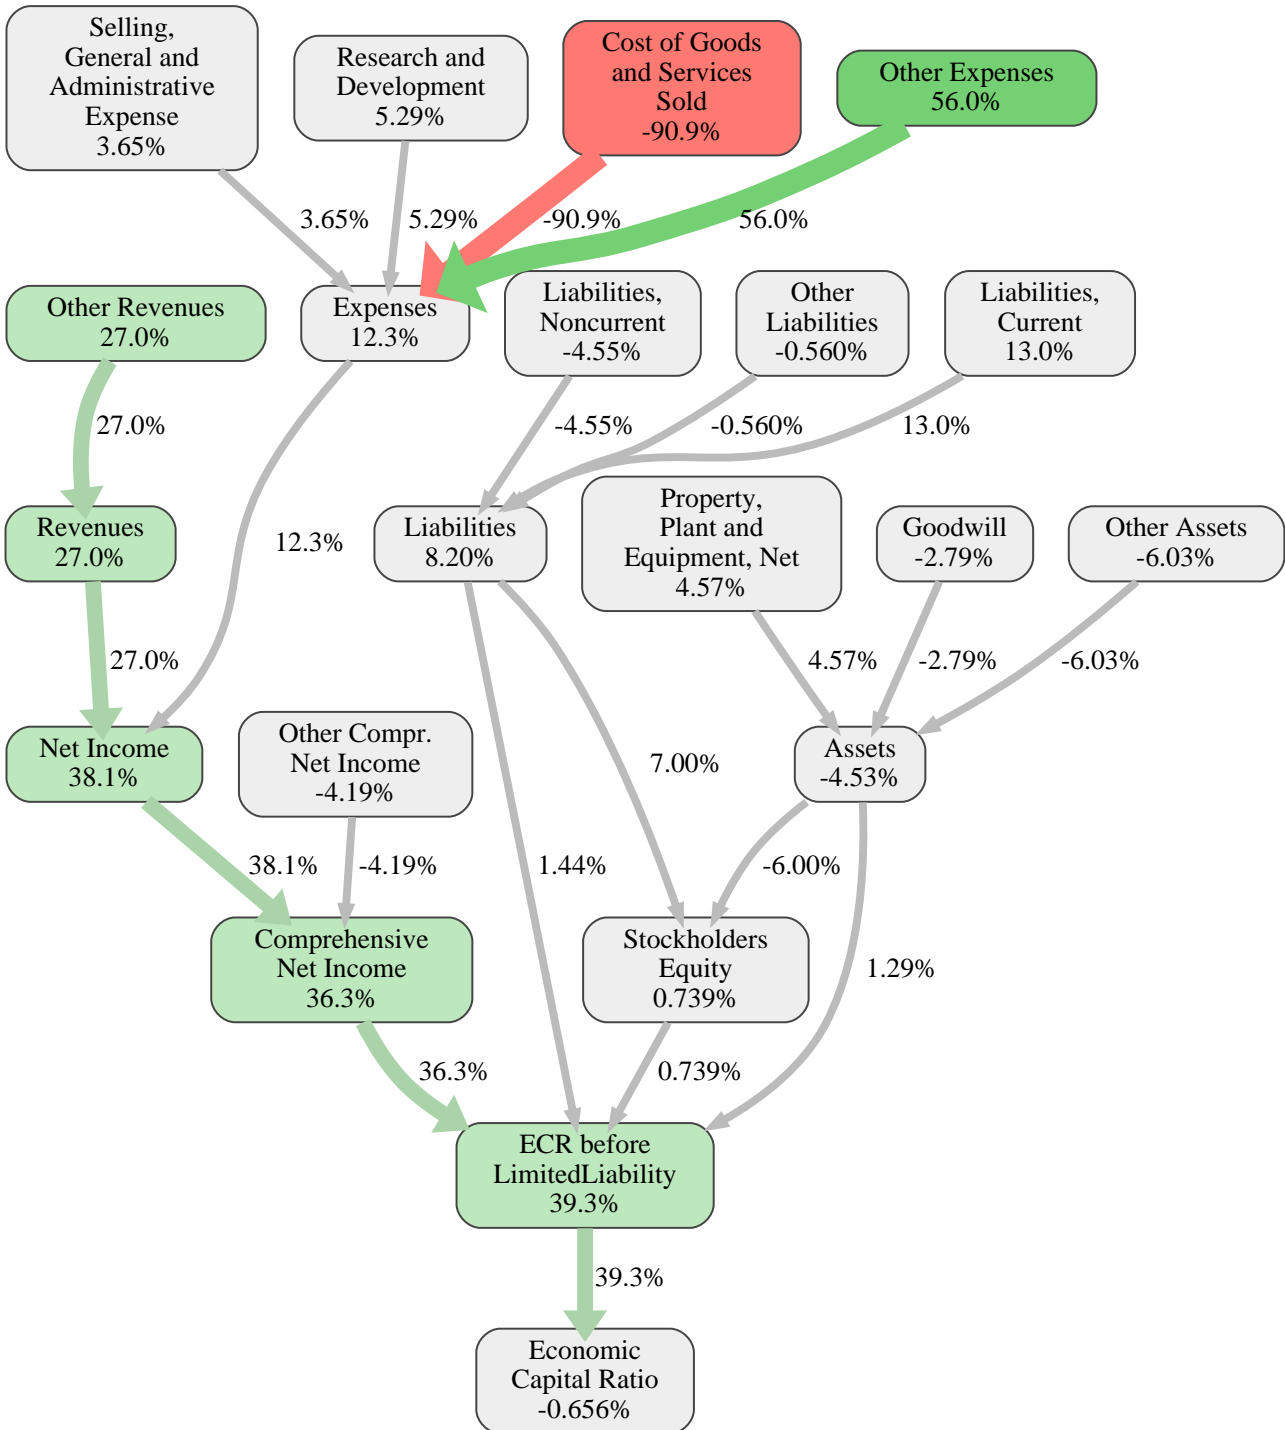 Selling,
General and
Administrative
Expense
3.65%
Research and
Development
5.29%
Cost of Goods
and Services
Sold
-90.9%
Other Expenses
56.0%
3.65%
5.29%
-90.9%
56.0%
Other Revenues
27.0%
Expenses
12.3%
Liabilities,
Noncurrent
-4.55%
Other
Liabilities
-0.560%
Liabilities,
Current
13.0%
27.0%
-4.55%
-0.560%
13.0%
Revenues
27.0%
12.3%
Liabilities
8.20%
Property,
Plant and
Equipment, Net
4.57%
Goodwill
-2.79%
Other Assets
-6.03%
27.0%
4.57%
-2.79%
-6.03%
Net Income
38.1%
Other Compr.
Net Income
-4.19%
7.00%
Assets
-4.53%
38.1%
-4.19%
1.44%
-6.00%
Comprehensive
Net Income
36.3%
Stockholders
Equity
0.739%
1.29%
36.3%
0.739%
ECR before
LimitedLiability
39.3%
39.3%
Economic
Capital Ratio
-0.656%